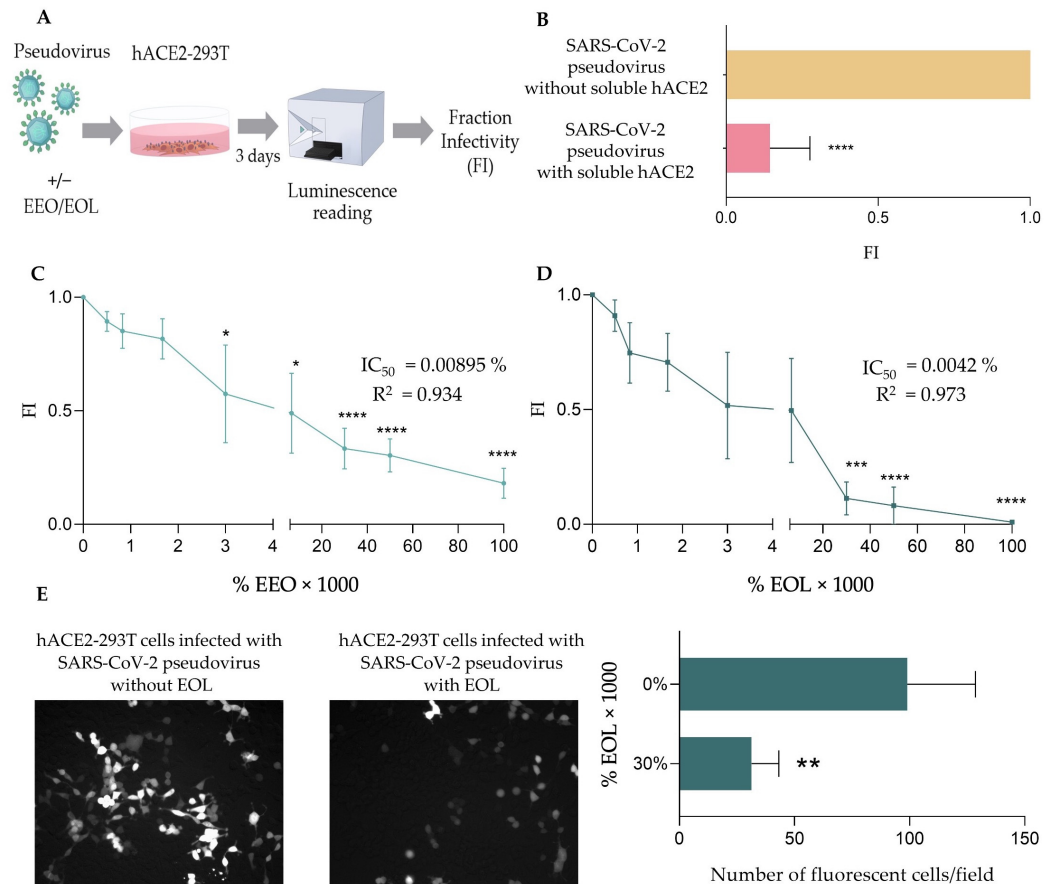 A
Pseudovirus
hACE2-293T
+/−
EEO/EOL
3 days
Luminescence
reading
Fraction
Infectivity
(FI)
B
SARS-CoV-2
pseudovirus
without soluble hACE2
SARS-CoV-2
pseudovirus
with soluble hACE2
****
0.0 0.5 1.0
FI
C
FI
1.0
0.5
0.0
*
*
****
****
****
IC50 = 0.00895 %
R2 = 0.934
0 1 2 3 4 20 40 60 80 100
% EEO × 1000
D
FI
1.0
0.5
0.0
***
****
****
IC50 = 0.0042 %
R2 = 0.973
0 1 2 3 4 20 40 60 80 100
% EOL × 1000
E
hACE2-293T cells infected with
SARS-CoV-2 pseudovirus
without EOL
hACE2-293T cells infected with
SARS-CoV-2 pseudovirus
with EOL
% EOL × 1000
0%
30%
**
0 50 100 150
Number of fluorescent cells/field